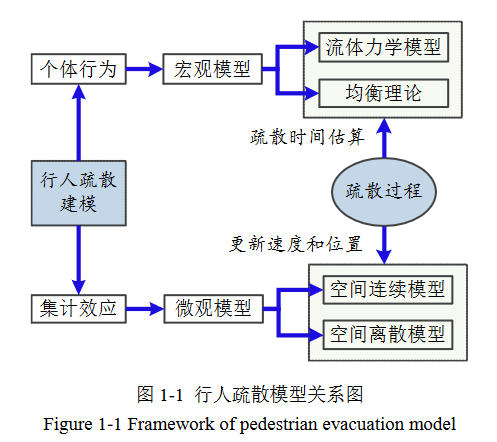 个体行为
宏观模型
流体力学模型
均衡理论
疏散时间估算
行人疏散
建模
疏散过程
更新速度和位置
集计效应
微观模型
空间连续模型
空间离散模型
图 1-1 行人疏散模型关系图
Figure 1-1 Framework of pedestrian evacuation model